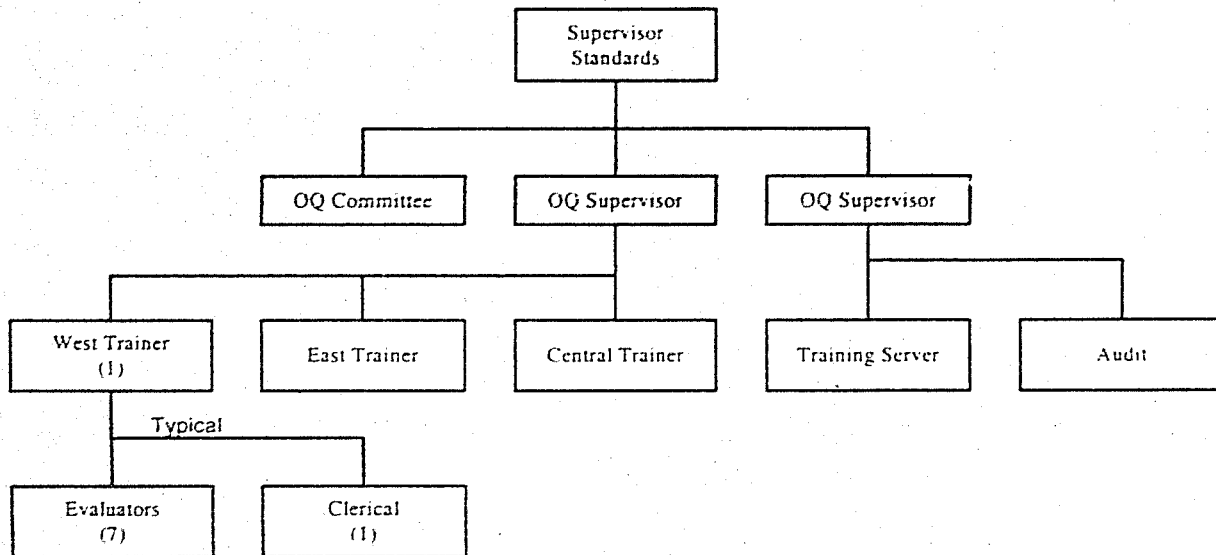 Supervisor
Standards
OQ Committee
OQ Supervisor
OQ Supervisor
West Trainer
(1)
East Trainer
Central Trainer
Training Server
Audit
Typical
Evaluators
(7)
Clerical
(1)